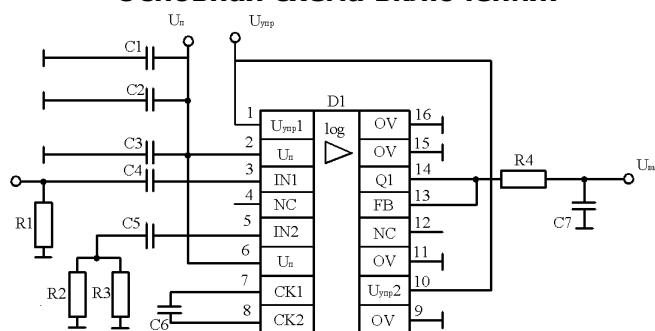 Uп Uупр
C1
C2
D1
1 Uупр1 log OV 16
C3 2 Uп OV 15
C4 3 IN1 Q1 14 R4
4 NC FB 13
R1 C5 5 IN2 NC 12 C7
6 Uп OV 11
R2 R3 7 CK1 Uупр2 10
C6 8 CK2 OV 9